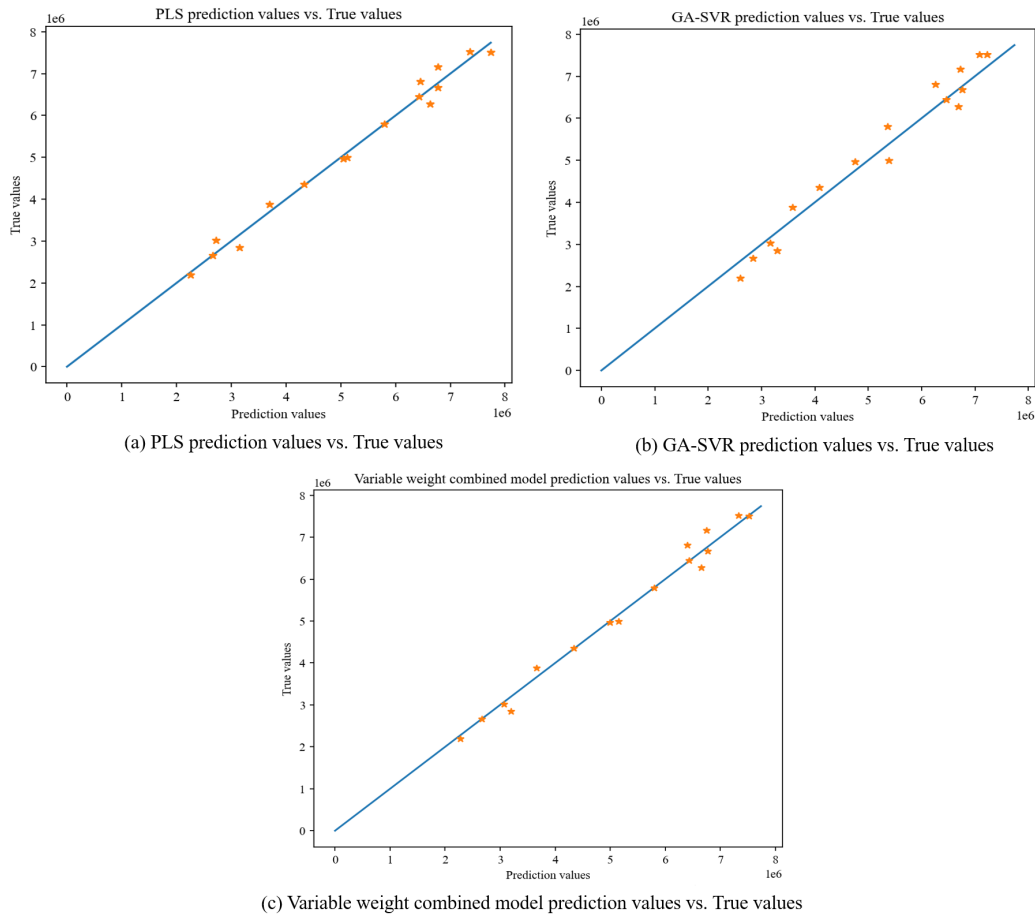 PLS prediction values vs. True values
1e6
8
7
6
5
4
3
2
1
0
True values
0 1 2 3 4 5 6 7 8
Prediction values
1e6
(a) PLS prediction values vs. True values
GA-SVR prediction values vs. True values
1e6
8
7
6
5
4
3
2
1
0
True values
0 1 2 3 4 5 6 7 8
Prediction values
1e6
(b) GA-SVR prediction values vs. True values
Variable weight combined model prediction values vs. True values
1e6
8
7
6
5
4
3
2
1
0
True values
0 1 2 3 4 5 6 7 8
Prediction values
1e6
(c) Variable weight combined model prediction values vs. True values